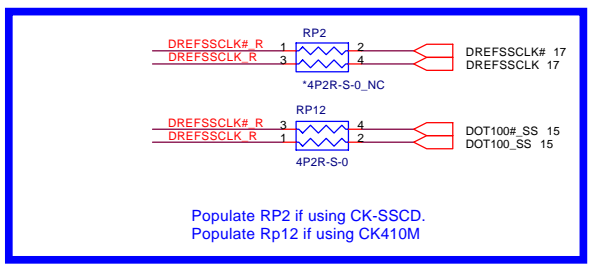 RP2
DREFSSCLK#_R 1 2 DREFSSCLK# 17
DREFSSCLK_R 3 4 DREFSSCLK 17
*4P2R-S-0_NC
RP12
DREFSSCLK#_R 3 4 DOT100#_SS 15
DREFSSCLK_R 1 2 DOT100_SS 15
4P2R-S-0
Populate RP2 if using CK-SSCD.
Populate Rp12 if using CK410M